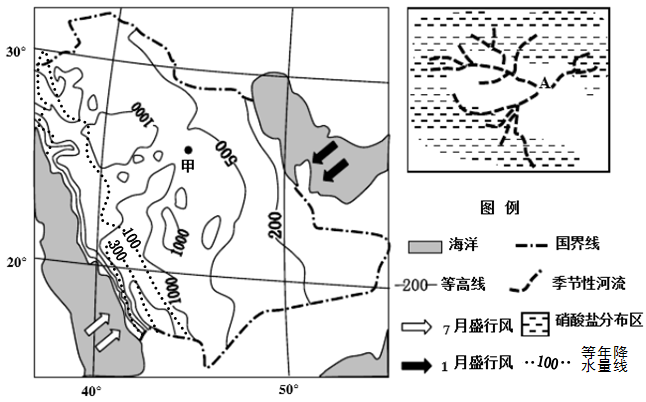 30°
20°
40°
50°
1000
500
甲
200
100
300
1000
1000
A
图 例
海洋
国界线
200 等高线
季节性河流
7月盛行风
硝酸盐分布区
1月盛行风
100 等年降水量线